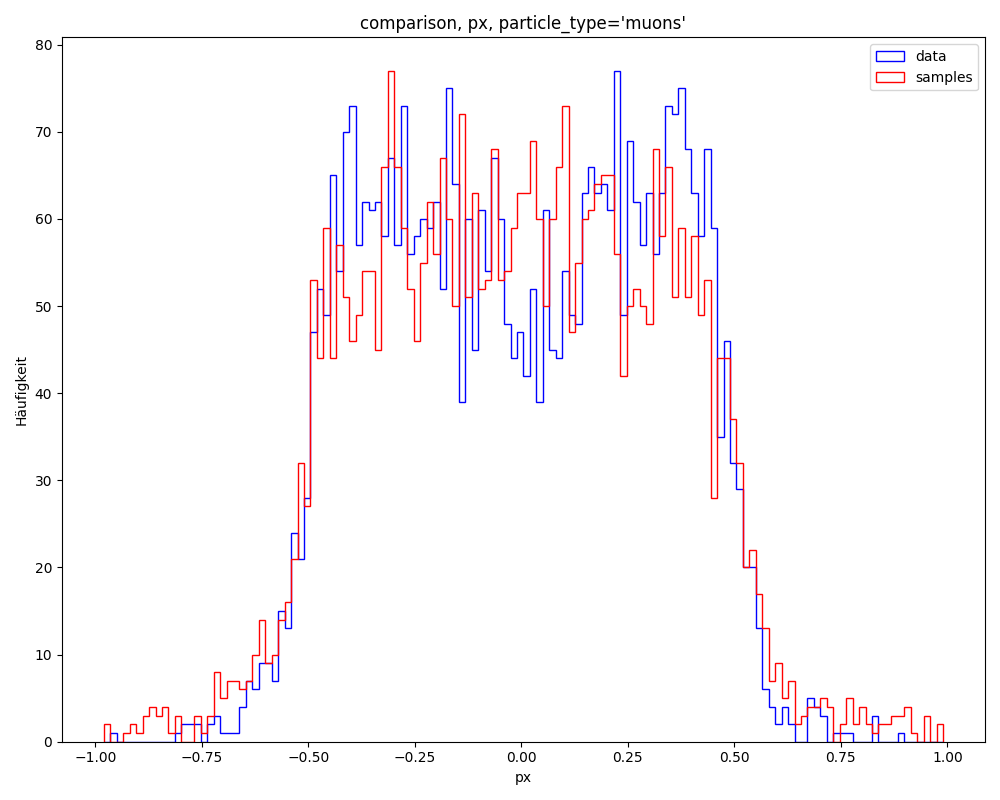 comparison, px, particle_type='muons'
data
samples
Häufigkeit
80
70
60
50
40
30
20
10
0
−1.00 −0.75 −0.50 −0.25 0.00 0.25 0.50 0.75 1.00
px